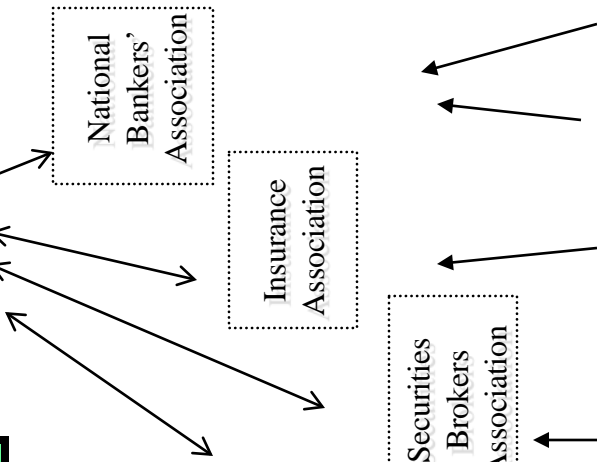 National
Bankers’
Association
Insurance
Association
Securities
Brokers
Association